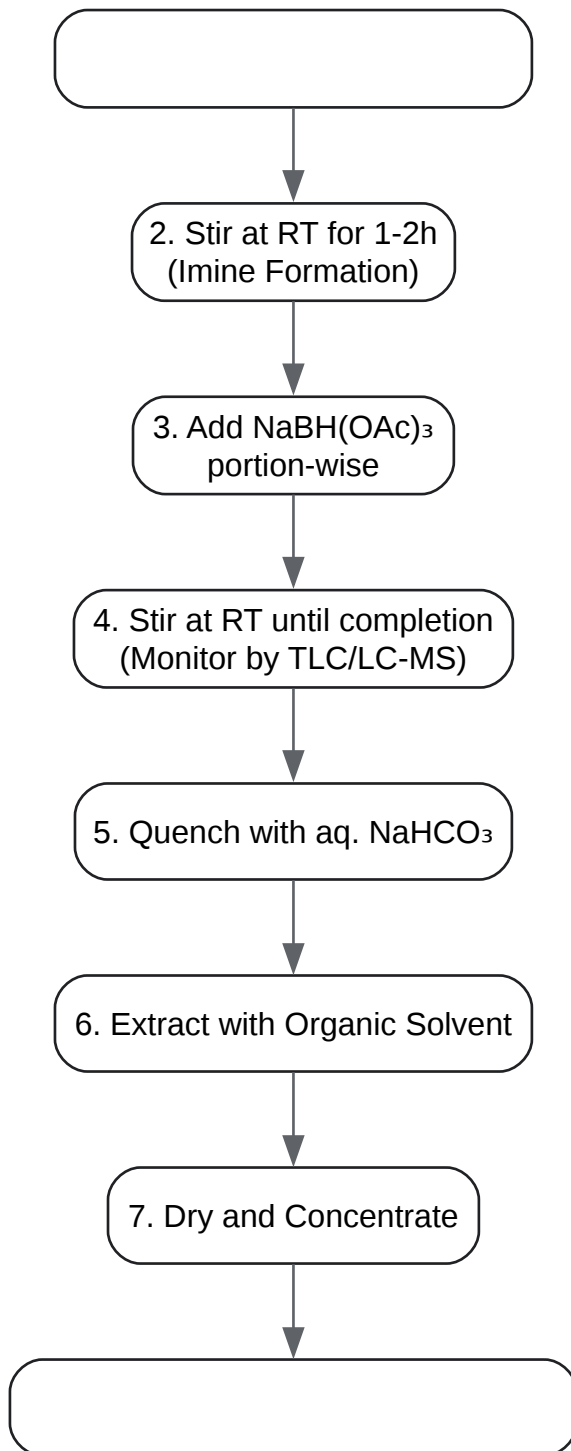 2. Stir at RT for 1-2h
(Imine Formation)
3. Add NaBH(OAc)₃
portion-wise
4. Stir at RT until completion
(Monitor by TLC/LC-MS)
5. Quench with aq. NaHCO₃
6. Extract with Organic Solvent
7. Dry and Concentrate